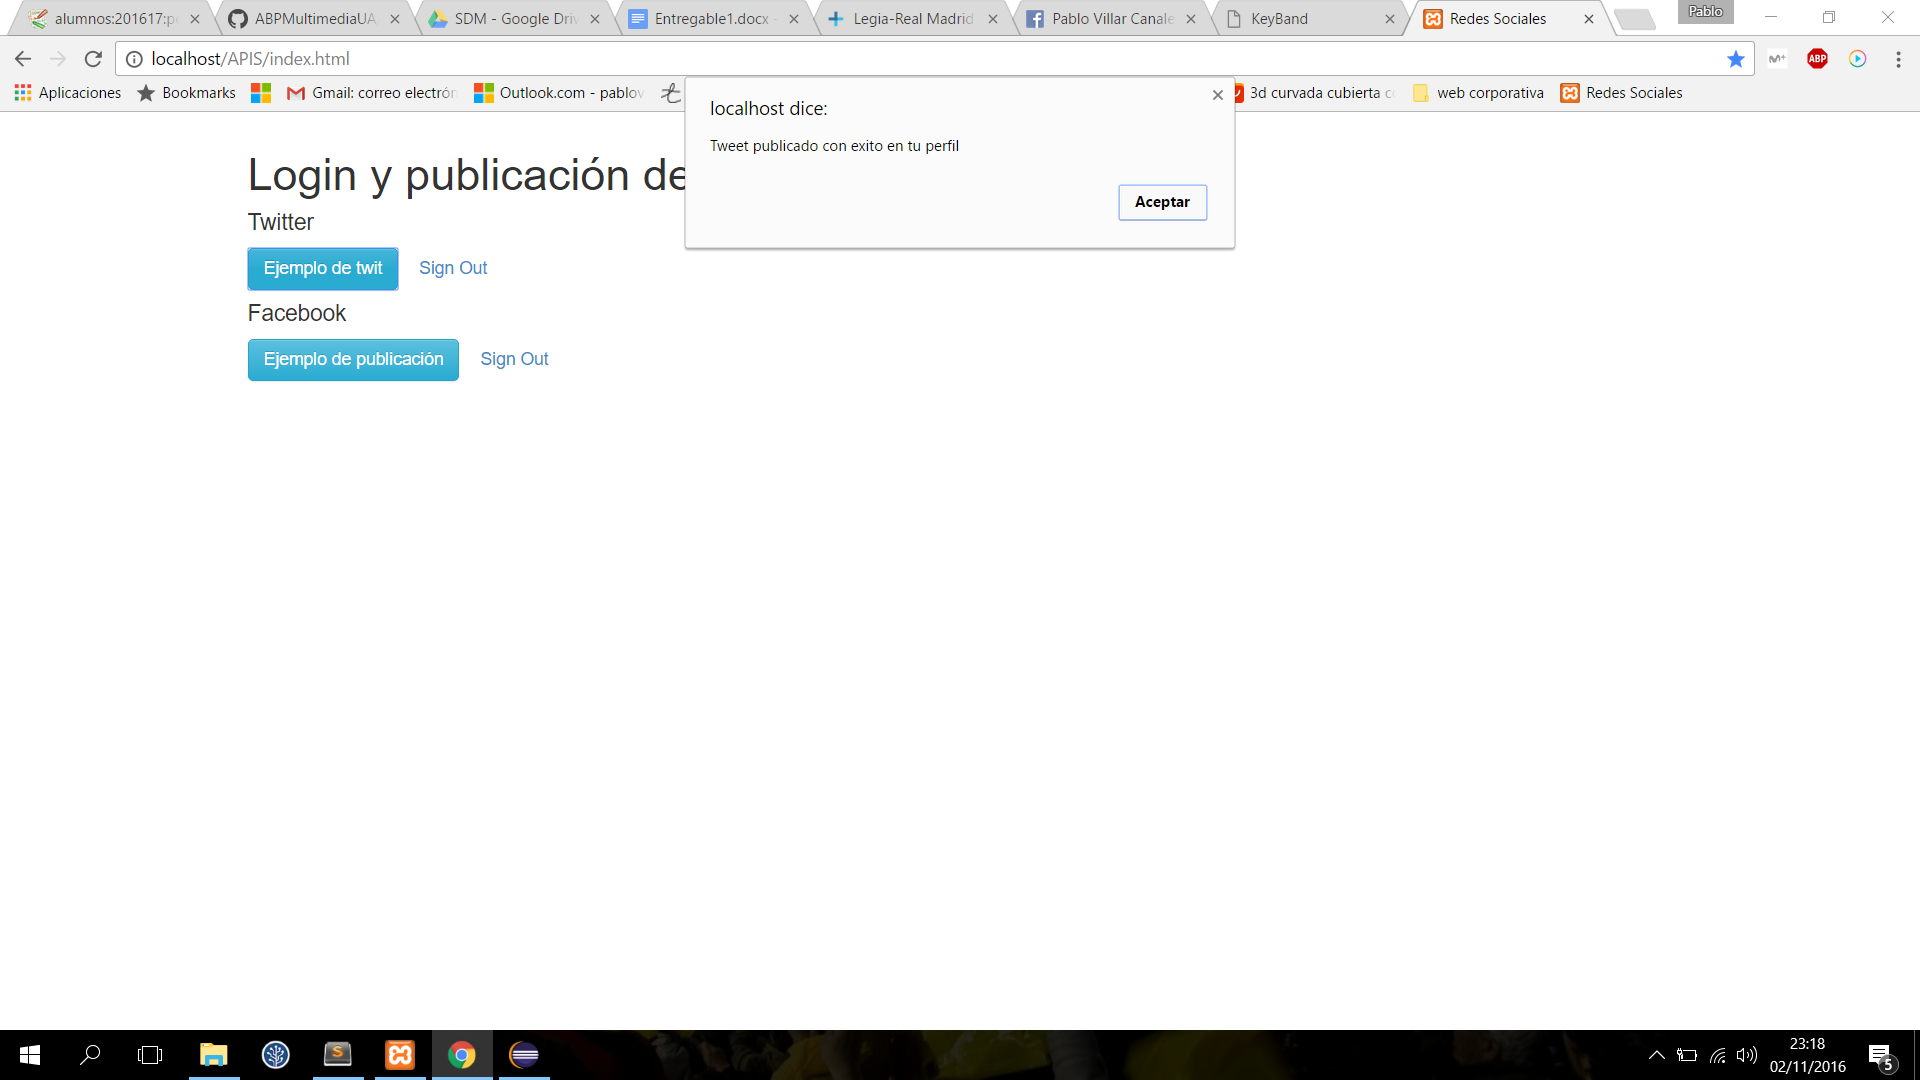 alumnos:201617:pe
ABPMultimediaUA
SDM - Google Driv
Entregable1.docx -
Legia-Real Madrid
Pablo Villar Canale
KeyBand
Redes Sociales
Pablo
localhost/APIS/index.html
ABP
Aplicaciones
Bookmarks
Gmail: correo electrón
Outlook.com - pablov
3d curvada cubierta co
web corporativa
Redes Sociales
localhost dice:
Tweet publicado con exito en tu perfil
Aceptar
Login y publicación de
Twitter
Ejemplo de twit
Sign Out
Facebook
Ejemplo de publicación
Sign Out
23:18
02/11/2016
5